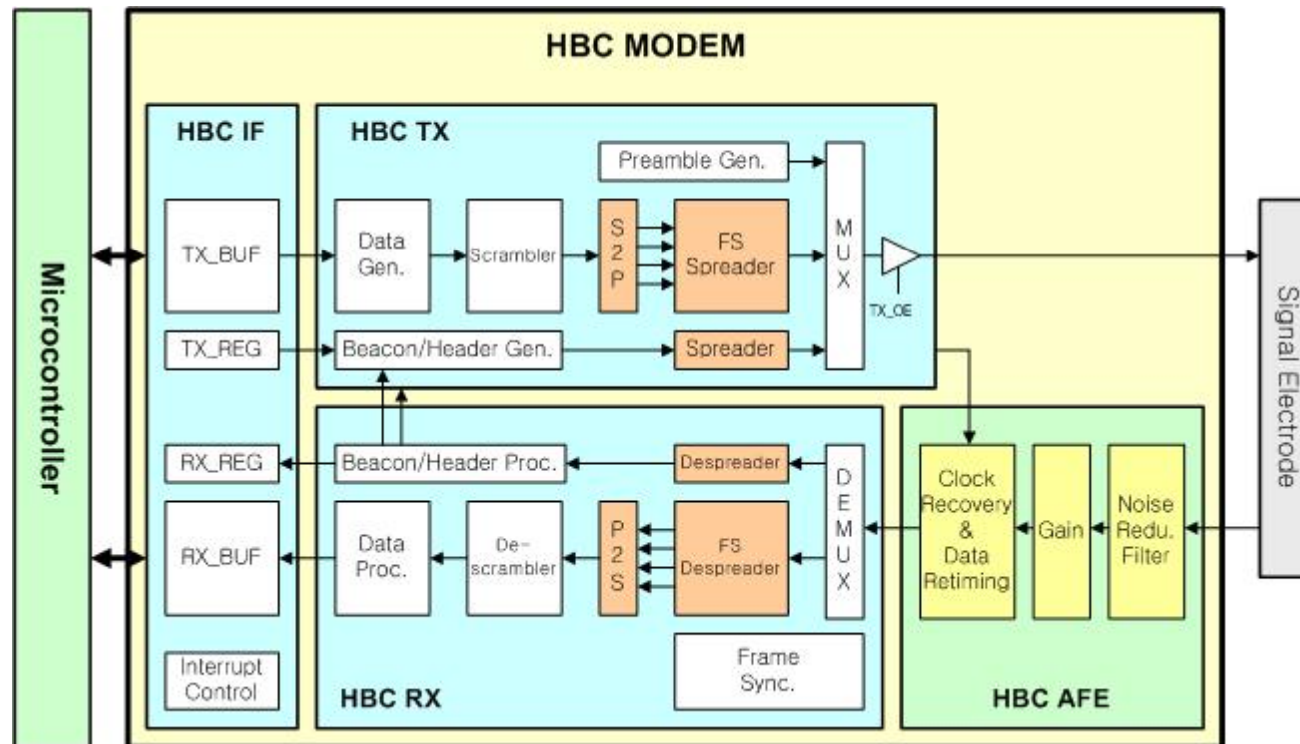 HBC MODEM
Microcontroller
HBC IF
TX_BUF
TX_REG
RX_REG
RX_BUF
Interrupt
Control
HBC TX
Preamble Gen.
Data
Gen.
Scrambler
S
2
P
FS
Spreader
M
U
X
TX_OE
Beacon/Header Gen.
Spreader
Beacon/Header Proc.
Despreader
D
E
M
U
X
Data
Proc.
De-
scrambler
P
2
S
FS
Despreader
Frame
Sync.
HBC RX
Clock
Recovery
&
Data
Retiming
Gain
Noise
Redu.
Filter
HBC AFE
Signal Electrode